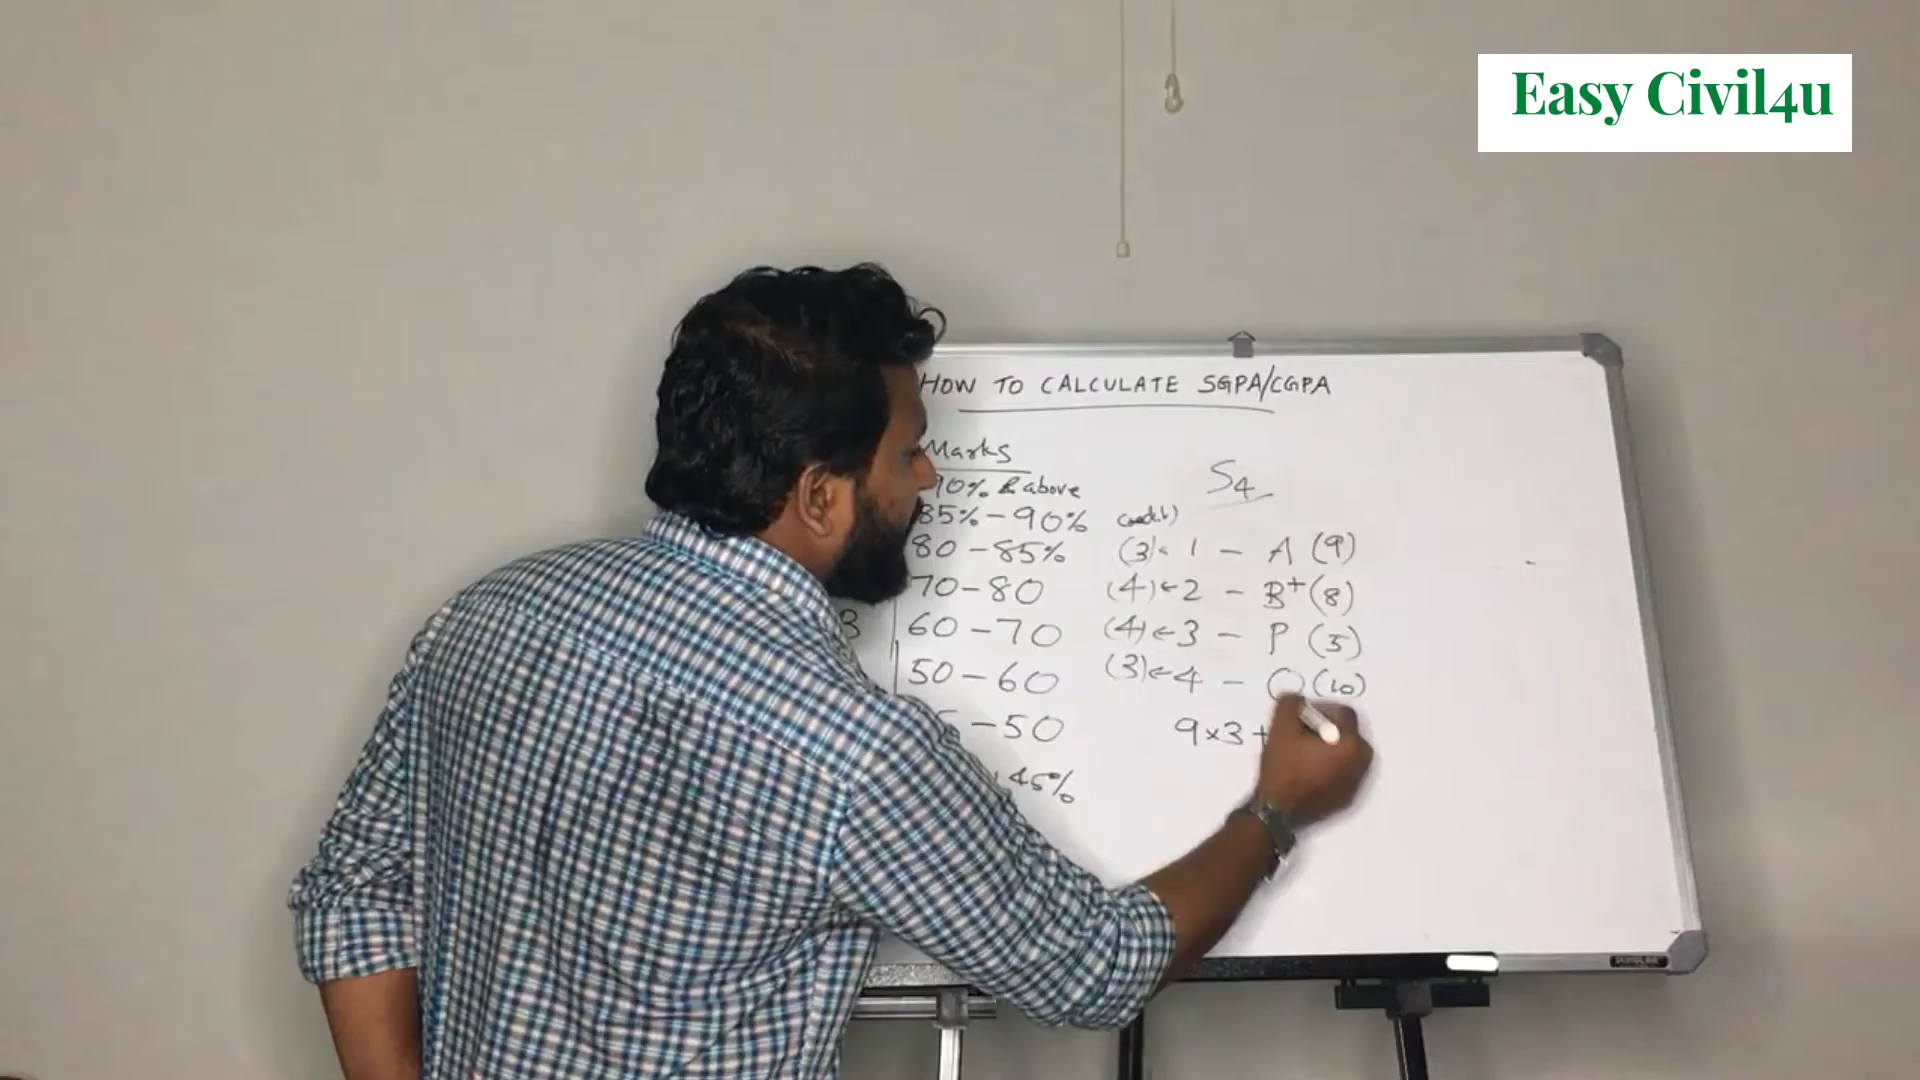 Easy Civil4u
HOW TO CALCULATE SGPA/CGPA
Marks
90% & above
85% - 90%
80 - 85%
70 - 80
60 - 70
50 - 60
- 50
45%
B
S4
(3) ← 1 - A (9)
(4) ← 2 - B+ (8)
(4) ← 3 - P (5)
(3) ← 4 - O (10)
9 x 3 +